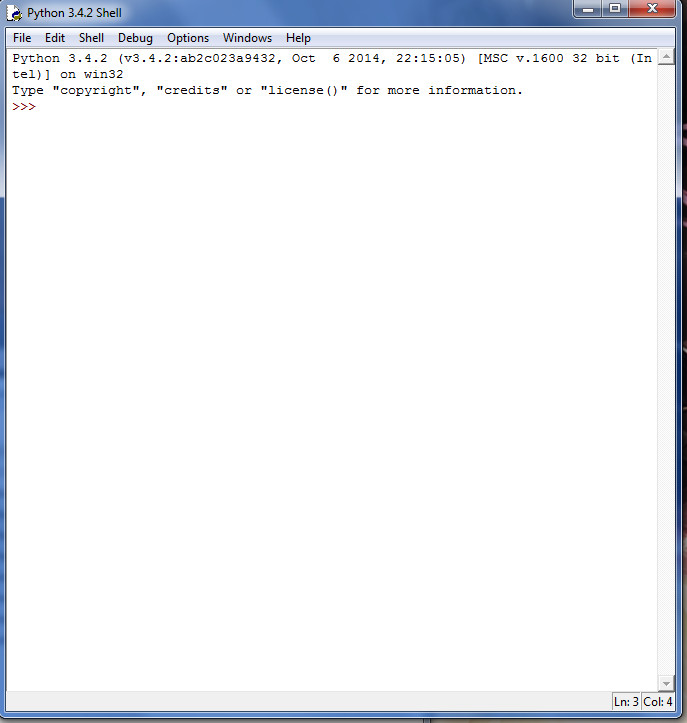 Python 3.4.2 Shell
File Edit Shell Debug Options Windows Help
Python 3.4.2 (v3.4.2:ab2c023a9432, Oct  6 2014, 22:15:05) [MSC v.1600 32 bit (In
tel)] on win32
Type "copyright", "credits" or "license()" for more information.
>>>
Ln: 3 Col: 4